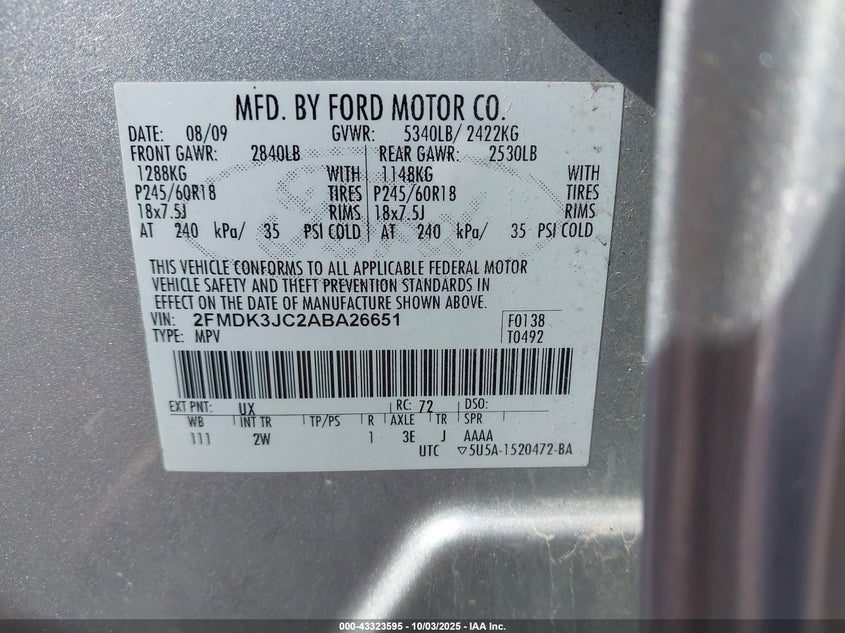 MFD. BY FORD MOTOR CO.
DATE: 08/09 GVWR: 5340LB/ 2422KG
FRONT GAWR: 2840LB REAR GAWR: 2530LB
1288KG WITH 1148KG WITH
P245/60R18 TIRES P245/60R18 TIRES
18x7.5J RIMS 18x7.5J RIMS
AT 240 kPa/ 35 PSI COLD AT 240 kPa/ 35 PSI COLD
THIS VEHICLE CONFORMS TO ALL APPLICABLE FEDERAL MOTOR
VEHICLE SAFETY AND THEFT PREVENTION STANDARDS IN
EFFECT ON THE DATE OF MANUFACTURE SHOWN ABOVE.
VIN: 2FMDK3JC2ABA26651 F0138
TYPE: MPV T0492
EXT PNT: UX RC: 72 DSO:
WB INT TR TP/PS R AXLE TR SPR
111 2W 1 3E J AAAA
UTC ▽5U5A-1520472-BA
000-43323595 - 10/03/2025 - IAA Inc.